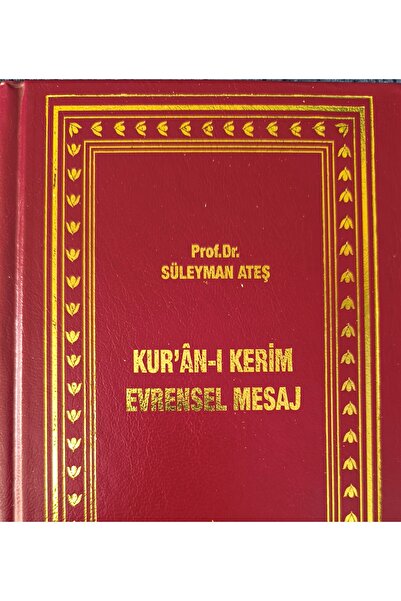 Prof.Dr.
SÜLEYMAN ATEŞ
KUR'ÂN-I KERİM
EVRENSEL MESAJ